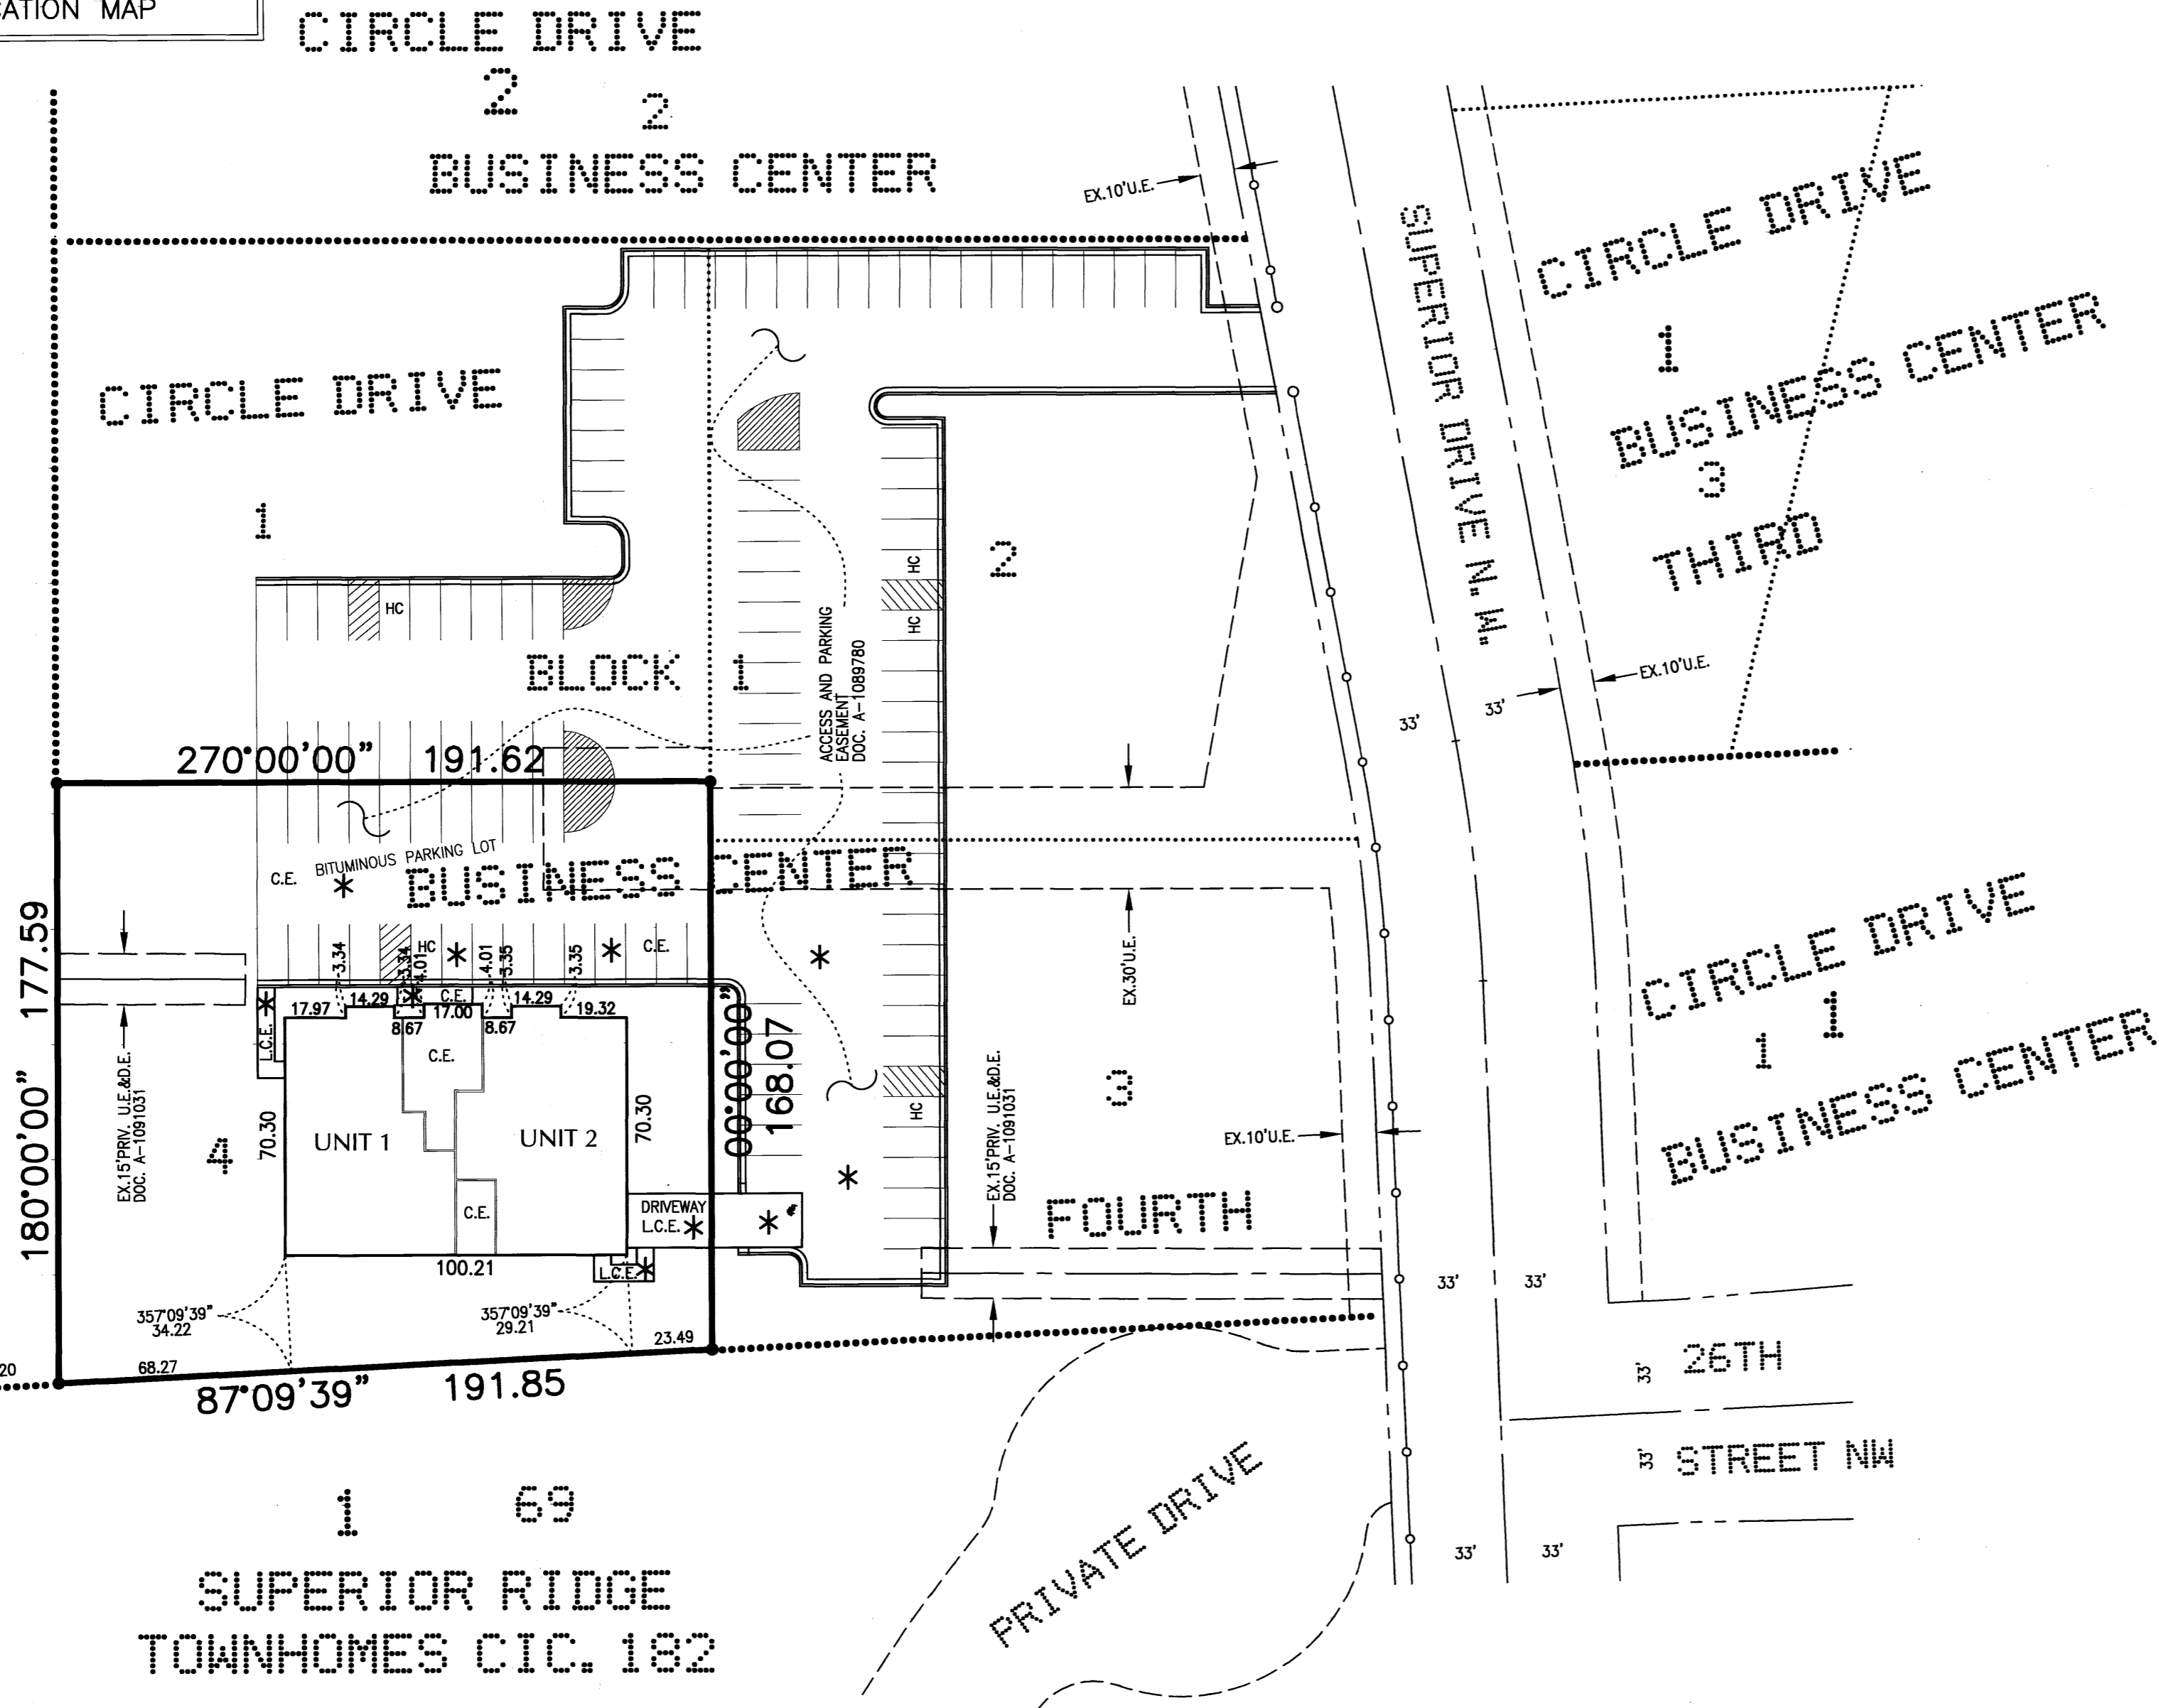 CATION MAP
CIRCLE DRIVE
2
2
BUSINESS CENTER
EX.10'U.E.
CIRCLE DRIVE
1
BUSINESS CENTER
3
THIRD
SUPERIOR DRIVE N.W.
CIRCLE DRIVE
1
2
HC
HC
HC
BLOCK 1
ACCESS AND PARKING
EASEMENT
DOC. A-1089780
EX.10'U.E.
33'
33'
270°00'00" 191.62
C.E.
BITUMINOUS PARKING LOT
BUSINESS CENTER
177.59
180°00'00"
3.34
3.34
HC
4.01
4.01
3.35
3.35
C.E.
17.97
14.29
C.E.
17.00
14.29
19.32
8.67
8.67
L.C.E.
C.E.
EX.15'PRIV. U.E.&D.E.
DOC. A-1091031
4
70.30
UNIT 1
UNIT 2
70.30
00°00'00"
168.07
C.E.
DRIVEWAY
L.C.E.
L.C.E.
100.21
HC
EX.30'U.E.
3
EX.10'U.E.
EX.15'PRIV. U.E.&D.E.
DOC. A-1091031
FOURTH
CIRCLE DRIVE
1
1
BUSINESS CENTER
357°09'39"
34.22
357°09'39"
29.21
23.49
20
68.27
87°09'39" 191.85
33'
33'
33'
26TH
33'
STREET NW
33'
33'
PRIVATE DRIVE
1
69
SUPERIOR RIDGE
TOWNHOMES CIC. 182